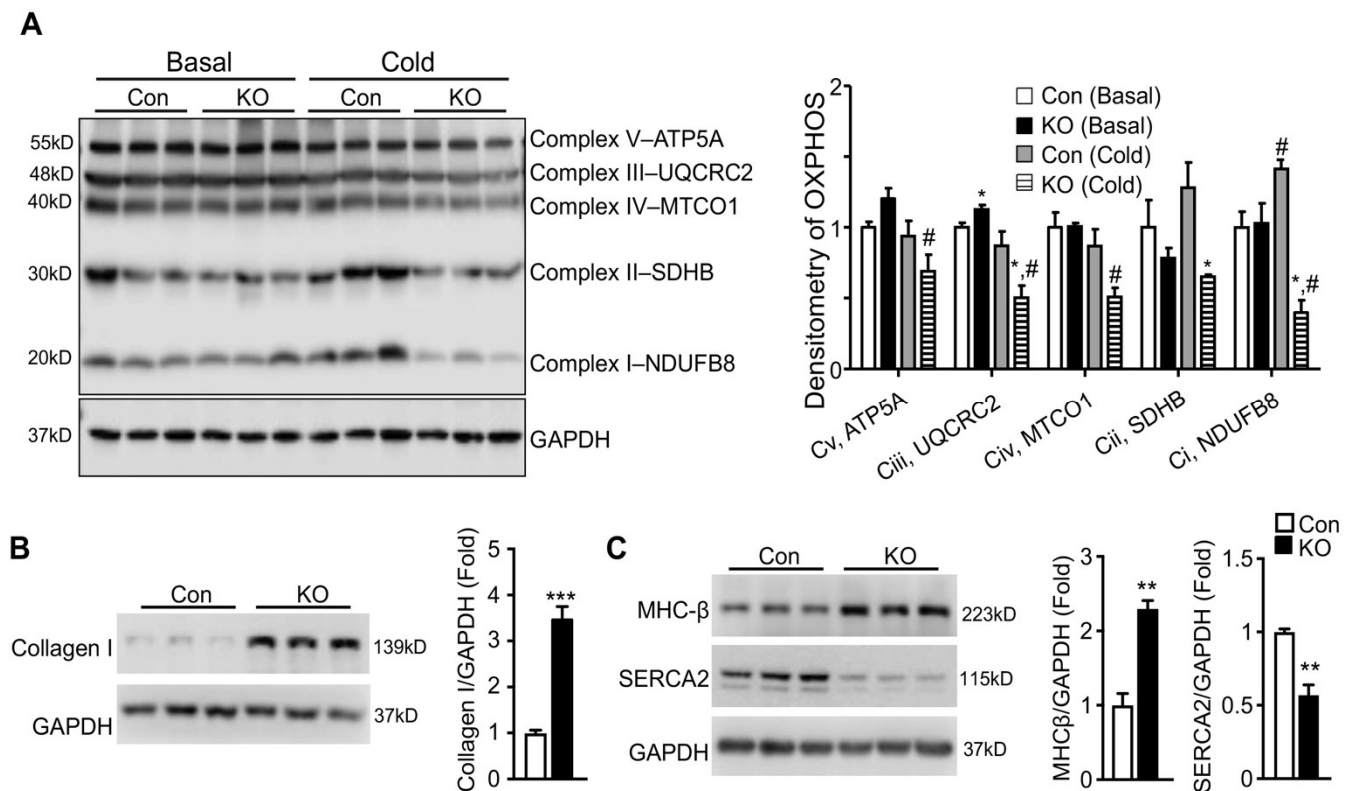 A
Basal Cold
Con KO Con KO
55kD Complex V–ATP5A
48kD Complex III–UQCRC2
40kD Complex IV–MTCO1
30kD Complex II–SDHB
20kD Complex I–NDUFB8
37kD GAPDH
Densitometry of OXPHOS
2
1
0
Con (Basal)
KO (Basal)
Con (Cold)
KO (Cold)
# * *,# # * # *,#
Cv, ATP5A
Ciii, UQCRC2
Civ, MTCO1
Cii, SDHB
Ci, NDUFB8
B
Con KO
Collagen I 139kD
GAPDH 37kD
Collagen I/GAPDH (Fold)
5
4
3
2
1
0
***
C
Con KO
MHC-β 223kD
SERCA2 115kD
GAPDH 37kD
MHCβ/GAPDH (Fold)
3
2
1
0
**
Con
KO
SERCA2/GAPDH (Fold)
1.5
1
0.5
0
**